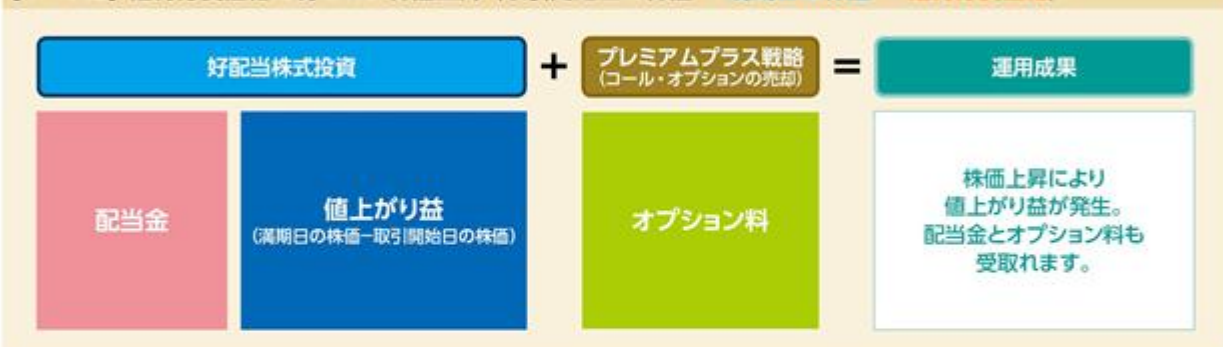 好配当株式投資
+
プレミアムプラス戦略
(コール・オプションの売却)
=
運用成果
配当金
値上がり益
(満期日の株価−取引開始日の株価)
オプション料
株価上昇により
値上がり益が発生。
配当金とオプション料も
受取れます。